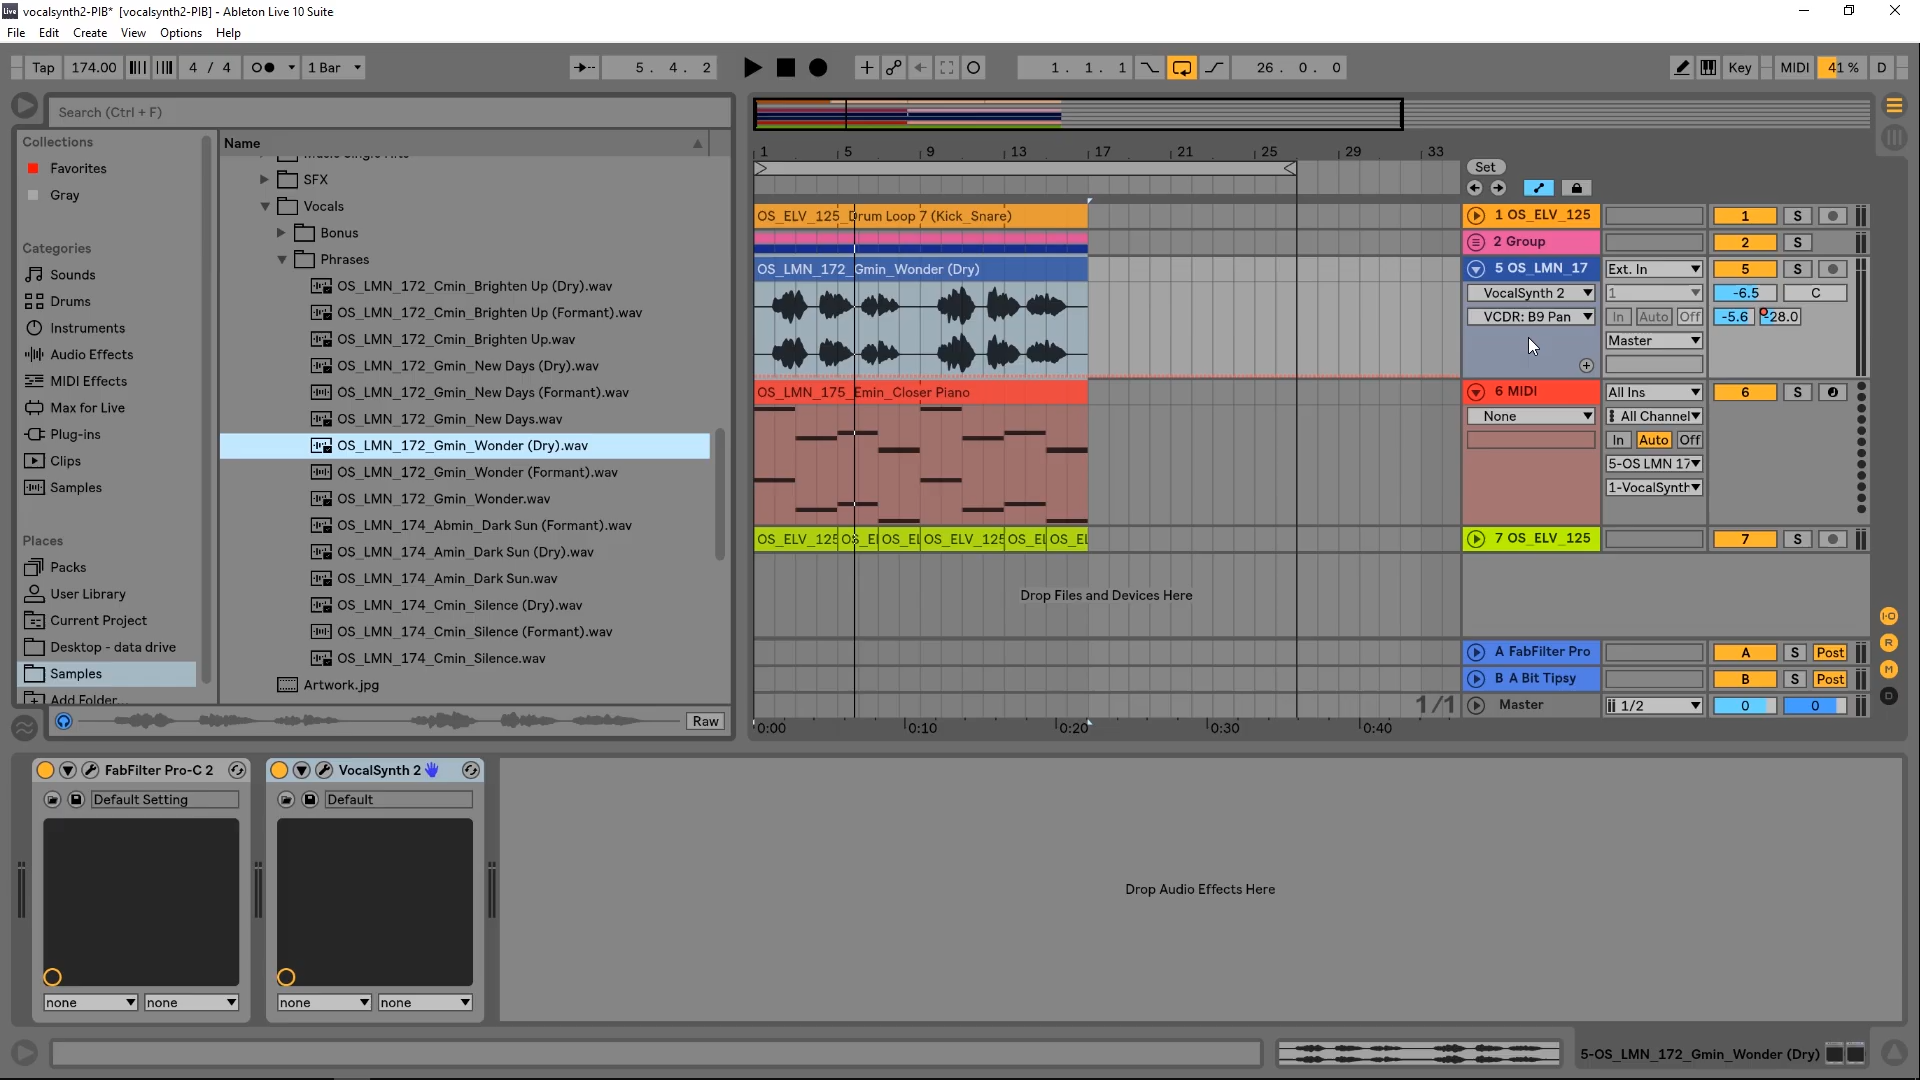 vocalsynth2-PIB* [vocalsynth2-PIB] - Ableton Live 10 Suite
File Edit Create View Options Help
Tap 174.00 4 / 4 1 Bar 5. 4. 2 1. 1. 1 26. 0. 0 Key MIDI 41 % D
Search (Ctrl + F)
Collections
Favorites
Gray
Categories
Sounds
Drums
Instruments
Audio Effects
MIDI Effects
Max for Live
Plug-ins
Clips
Samples
Places
Packs
User Library
Current Project
Desktop - data drive
Samples
Add Folder...
Name
SFX
Vocals
Bonus
Phrases
OS_LMN_172_Cmin_Brighten Up (Dry).wav
OS_LMN_172_Cmin_Brighten Up (Formant).wav
OS_LMN_172_Cmin_Brighten Up.wav
OS_LMN_172_Gmin_New Days (Dry).wav
OS_LMN_172_Gmin_New Days (Formant).wav
OS_LMN_172_Gmin_New Days.wav
OS_LMN_172_Gmin_Wonder (Dry).wav
OS_LMN_172_Gmin_Wonder (Formant).wav
OS_LMN_172_Gmin_Wonder.wav
OS_LMN_174_Abmin_Dark Sun (Formant).wav
OS_LMN_174_Amin_Dark Sun (Dry).wav
OS_LMN_174_Amin_Dark Sun.wav
OS_LMN_174_Cmin_Silence (Dry).wav
OS_LMN_174_Cmin_Silence (Formant).wav
OS_LMN_174_Cmin_Silence.wav
Artwork.jpg
Raw
1 5 9 13 17 21 25 29 33
Set
OS_ELV_125_Drum Loop 7 (Kick_Snare)
1 OS_ELV_125 1 S
2 Group 2 S
OS_LMN_172_Gmin_Wonder (Dry)
5 OS_LMN_17 Ext. In 5 S
VocalSynth 2 1 -6.5 C
VCDR: B9 Pan In Auto Off -5.6 -28.0
Master
OS_LMN_175_Emin_Closer Piano
6 MIDI All Ins 6 S
None All Channel
In Auto Off
5-OS LMN 17
1-VocalSynth
OS_ELV_125 OS_EL OS_EL OS_ELV_125 OS_EL OS_EL
7 OS_ELV_125 7 S
Drop Files and Devices Here
A FabFilter Pro A S Post
B A Bit Tipsy B S Post
1/1 Master 1/2 0 0
0:00 0:10 0:20 0:30 0:40
I·O
R
M
D
FabFilter Pro-C 2
Default Setting
none none
VocalSynth 2
Default
none none
Drop Audio Effects Here
5-OS_LMN_172_Gmin_Wonder (Dry)